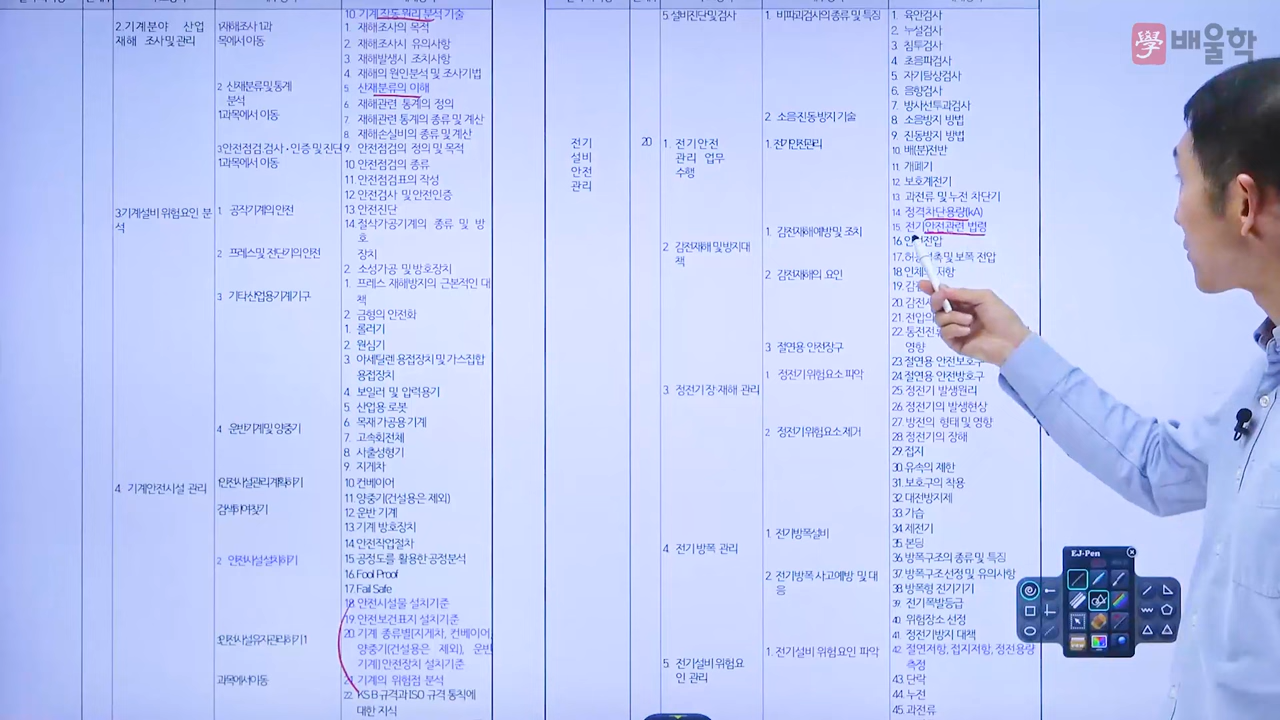 10. 기계 작동 원리 분석 기술
2.기계분야 산업
재해 조사 및 관리
1.재해조사 1과
목에서 이동
1. 재해조사의 목적
2. 재해조사시 유의사항
3. 재해발생시 조치사항
4. 재해의 원인분석 및 조사기법
2. 산재분류 및 통계
분석
1과목에서 이동
5. 산재분류의 이해
6. 재해관련 통계의 정의
7. 재해관련 통계의 종류 및 계산
8. 재해손실비의 종류 및 계산
3.안전점검·검사·인증 및 진단
1과목에서 이동
9. 안전점검의 정의 및 목적
10. 안전점검의 종류
11. 안전점검표의 작성
12. 안전검사 및 안전인증
13. 안전진단
3.기계설비 위험요인 분
석
1. 공작기계의 안전
14. 절삭가공기계의 종류 및 방
호
장치
2. 프레스 및 전단기의 안전
2. 소성가공 및 방호장치
1. 프레스 재해방지의 근본적인 대
책
3. 기타 산업용 기계 기구
2. 금형의 안전화
1. 롤러기
2. 원심기
3. 아세틸렌 용접장치 및 가스집합
용접장치
4. 보일러 및 압력용기
5. 산업용 로봇
4. 운반기계 및 양중기
6. 목재 가공용 기계
7. 고속회전체
8. 사출성형기
9. 지게차
4. 기계안전시설 관리
1.안전시설 관리 계획하기
검색하여 찾기
10. 컨베이어
11. 양중기(건설용은 제외)
12. 운반 기계
13. 기계 방호장치
14. 안전작업절차
2. 안전시설 설치하기
15. 공정도를 활용한 공정분석
16. Fool Proof
17. Fail Safe
18. 안전시설물 설치기준
19. 안전보건표지 설치기준
3.안전시설 유지·관리하기 1
과목에서 이동
20. 기계 종류별[지게차, 컨베이어,
양중기(건설용은 제외), 운반
기계] 안전장치 설치기준
21. 기계의 위험점 분석
22. KS B 규격과 ISO 규격 통칙에
대한 지식
5.설비진단 및 검사
1. 비파괴검사의 종류 및 특징
1. 육안검사
2. 누설검사
3. 침투검사
4. 초음파검사
5. 자기탐상검사
6. 음향검사
7. 방사선투과검사
2. 소음·진동 방지 기술
8. 소음방지 방법
9. 진동방지 방법
전기
설비
안전
관리
20
1. 전기안전
관리 업무
수행
1. 전기안전관리
10. 배(분)전반
11. 개폐기
12. 보호계전기
13. 과전류 및 누전 차단기
14. 정격차단용량(kA)
15. 전기안전관련 법령
2. 감전재해 및 방지대
책
1. 감전재해 예방 및 조치
16. 전압
17. 및 보폭 전압
2. 감전재해의 요인
18. 인체의 저항
19.
20.
21.
22.
영향
3. 절연용 안전장구
23. 절연용 안전보호구
24. 절연용 안전방호구
3. 정전기 장·재해 관리
1. 정전기 위험요소 파악
25. 정전기 발생원리
26. 정전기의 발생현상
27. 방전의 형태 및 영향
28. 정전기의 장해
2. 정전기 위험요소 제거
29. 접지
30. 유속의 제한
31. 보호구의 착용
32. 대전방지제
33. 가습
34. 제전기
35. 본딩
4. 전기 방폭 관리
1. 전기방폭설비
36. 방폭구조의 종류 및 특징
37. 방폭구조 선정 및 유의사항
38. 방폭형 전기기기
2. 전기방폭 사고예방 및 대
응
39. 전기폭발등급
40. 위험장소 선정
41. 정전기방지 대책
42. 절연저항, 접지저항, 정전용량
측정
5. 전기설비 위험요
인 관리
1. 전기설비 위험요인 파악
43. 단락
44. 누전
45. 과전류
學 배울학
EJ-Pen